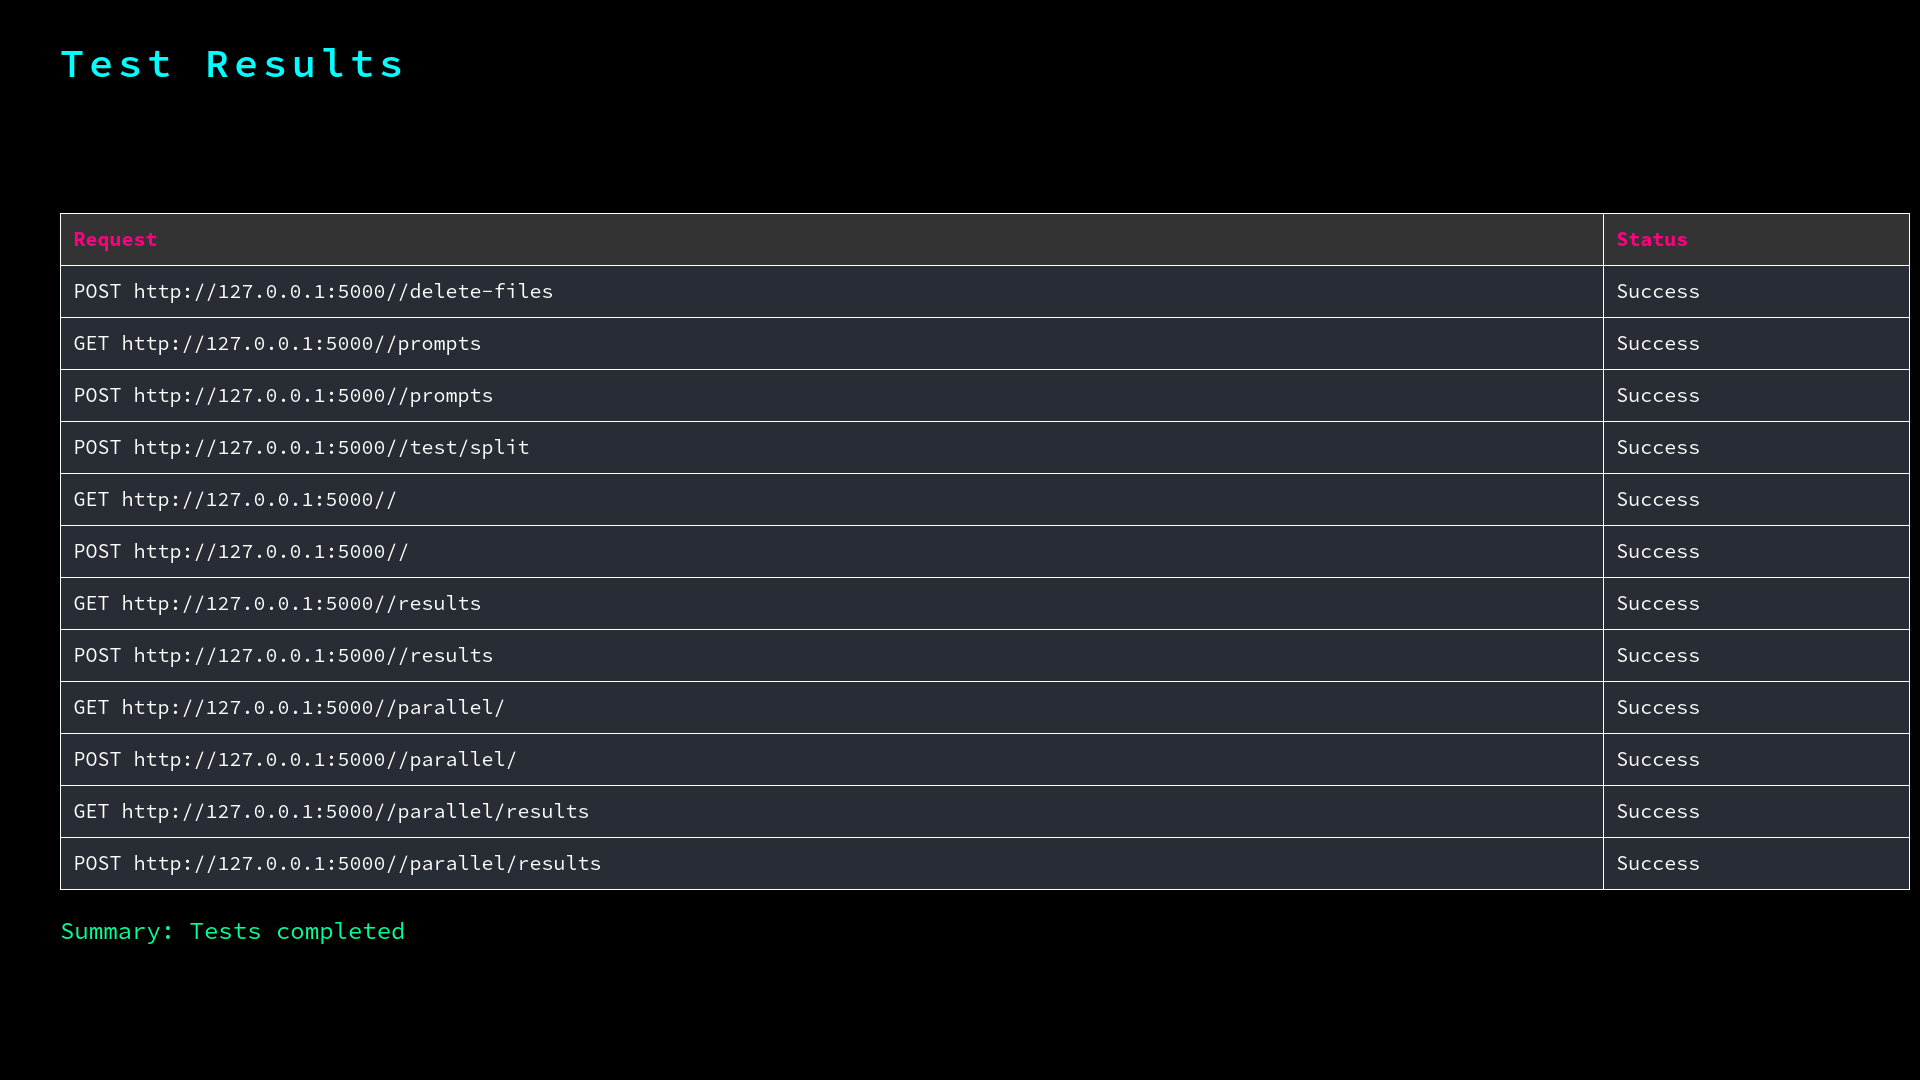 Test Results
Request Status
POST http://127.0.0.1:5000//delete-files Success
GET http://127.0.0.1:5000//prompts Success
POST http://127.0.0.1:5000//prompts Success
POST http://127.0.0.1:5000//test/split Success
GET http://127.0.0.1:5000// Success
POST http://127.0.0.1:5000// Success
GET http://127.0.0.1:5000//results Success
POST http://127.0.0.1:5000//results Success
GET http://127.0.0.1:5000//parallel/ Success
POST http://127.0.0.1:5000//parallel/ Success
GET http://127.0.0.1:5000//parallel/results Success
POST http://127.0.0.1:5000//parallel/results Success
Summary: Tests completed